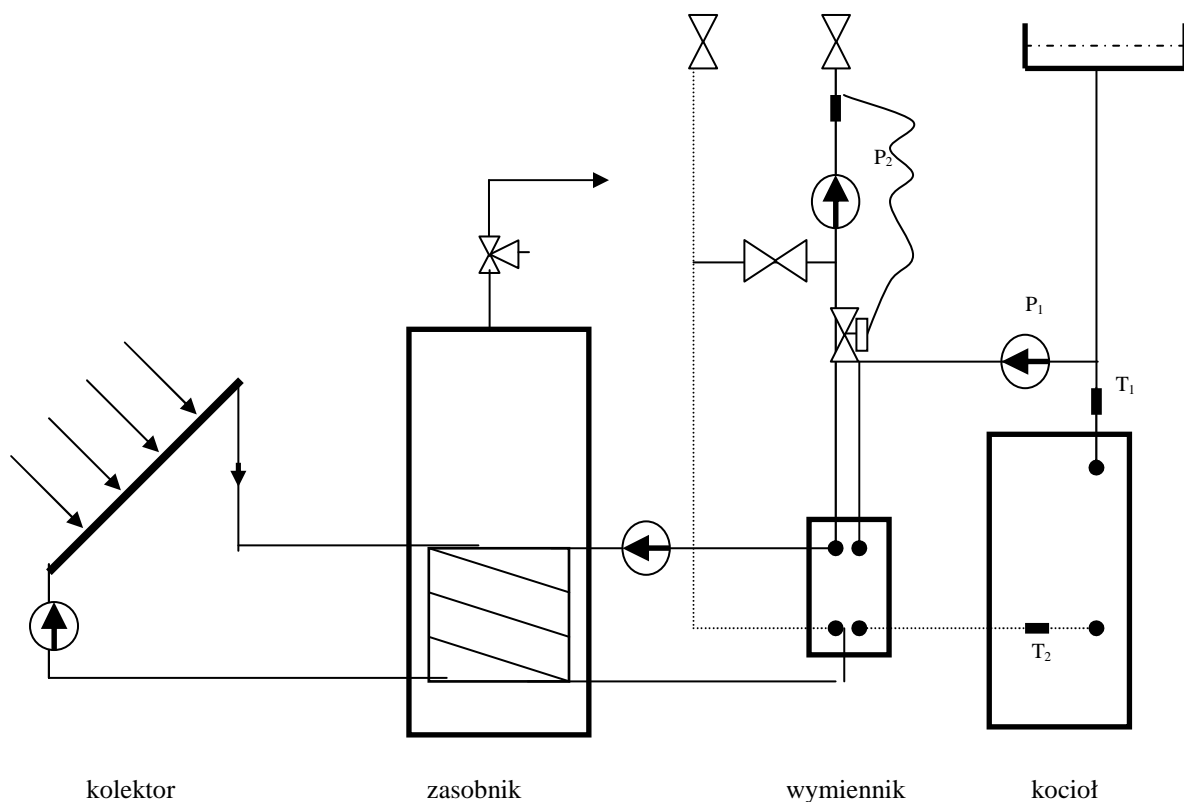 P₂
P₁
T₁
T₂
kolektor zasobnik wymiennik kocioł